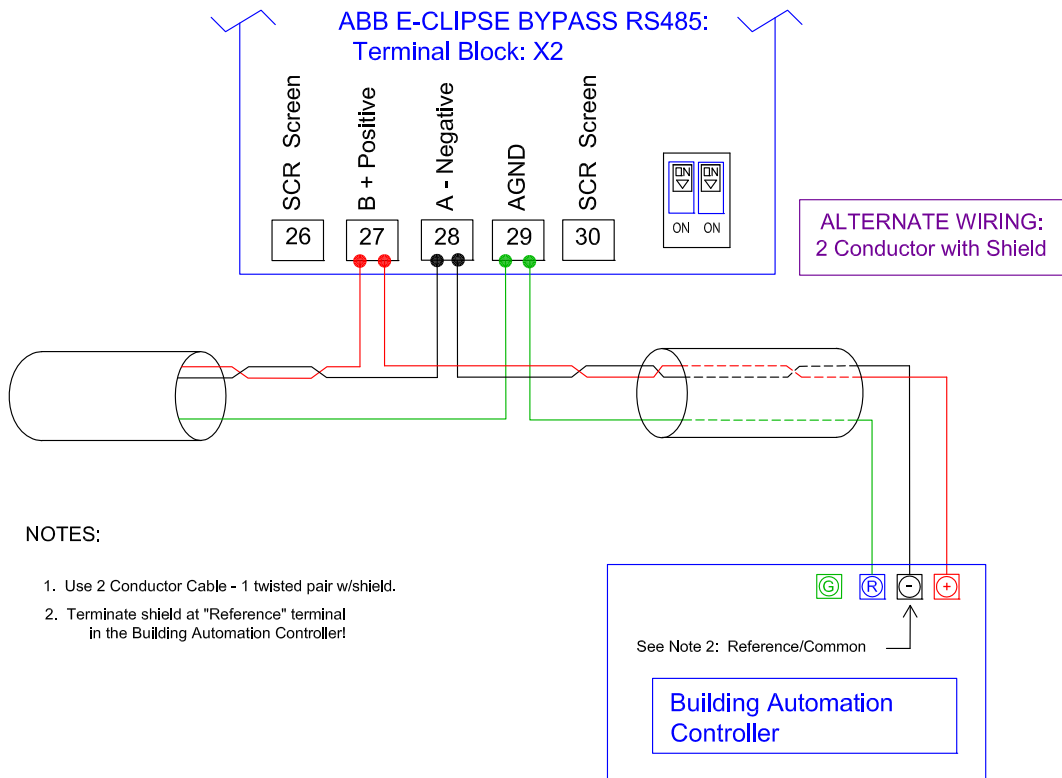 ABB E-CLIPSE BYPASS RS485:
Terminal Block: X2
SCR Screen
B + Positive
A - Negative
AGND
SCR Screen
26
27
28
29
30
ON
ON
ON
ON
ALTERNATE WIRING:
2 Conductor with Shield
NOTES:
1. Use 2 Conductor Cable - 1 twisted pair w/shield.
2. Terminate shield at "Reference" terminal
in the Building Automation Controller!
G
R
-
+
See Note 2: Reference/Common
Building Automation
Controller